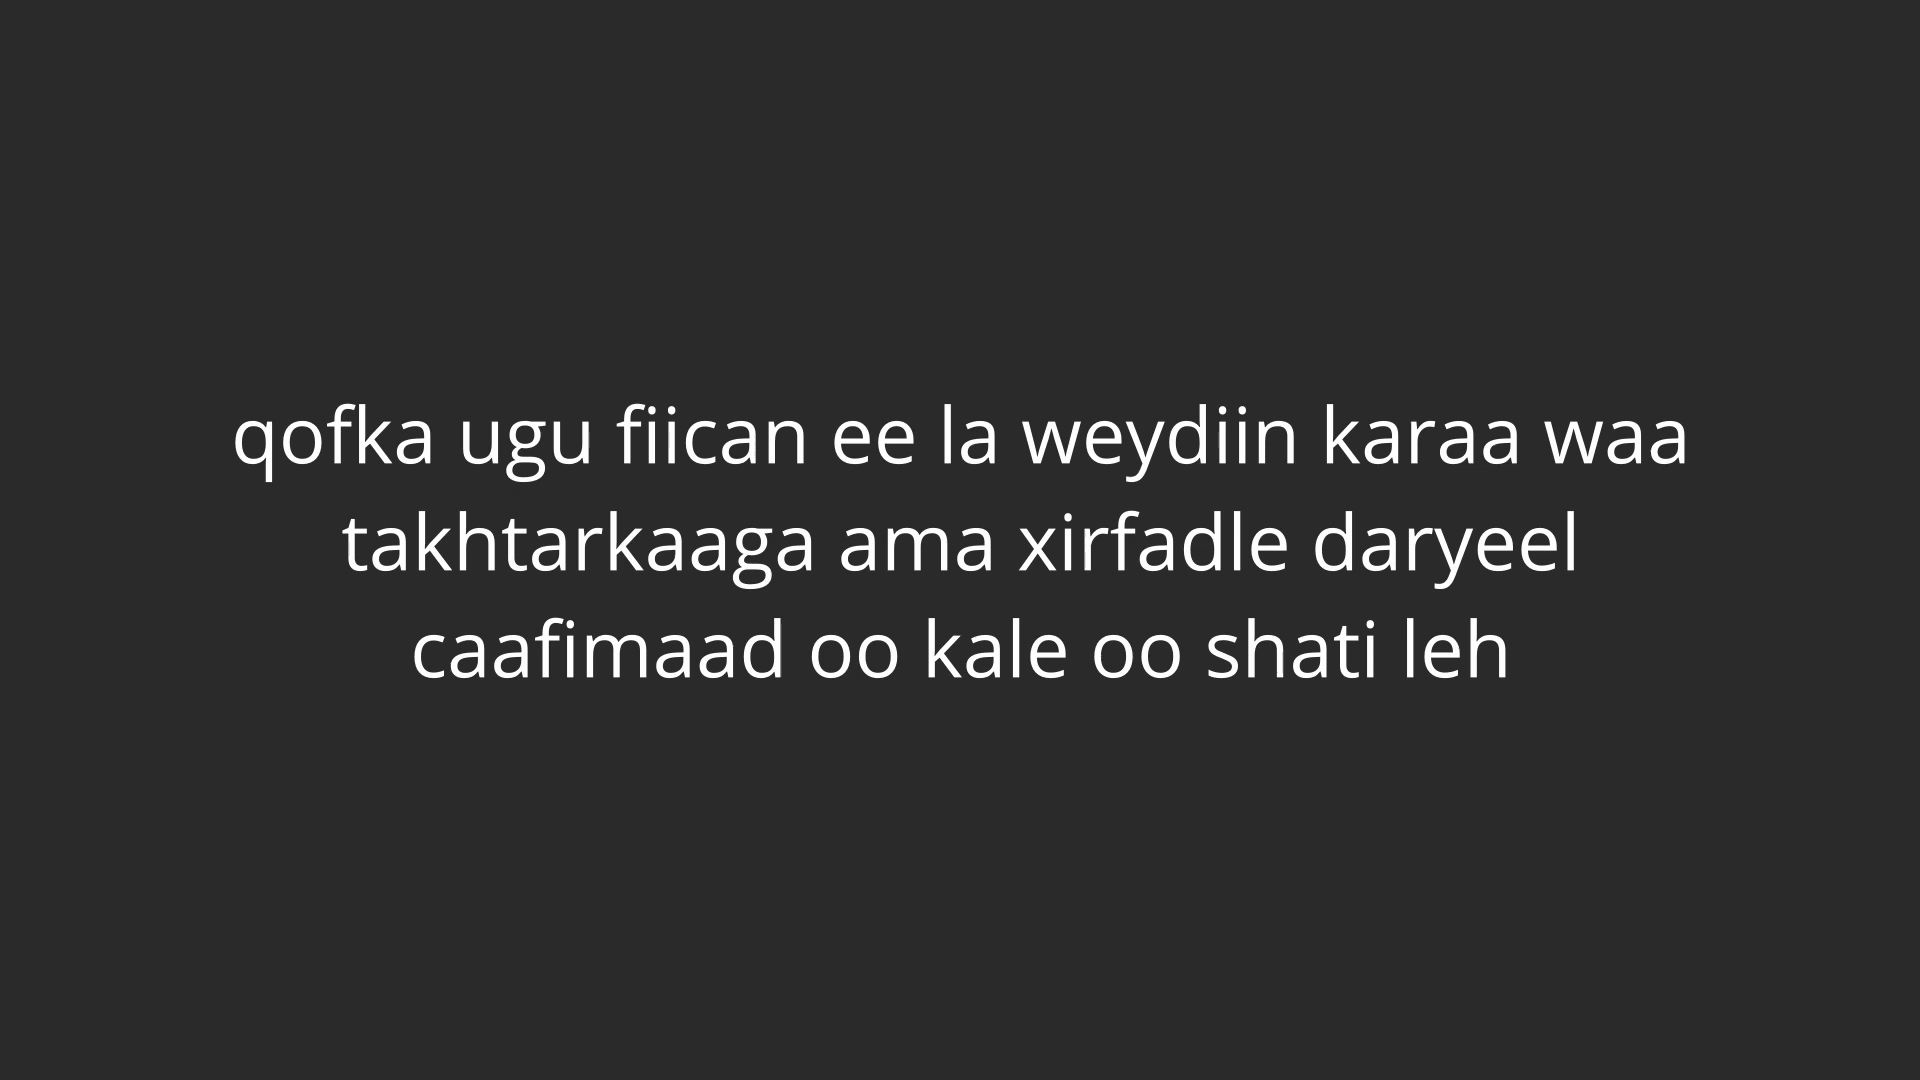 qofka ugu fiican ee la weydiin karaa waa
takhtarkaaga ama xirfadle daryeel
caafimaad oo kale oo shati leh